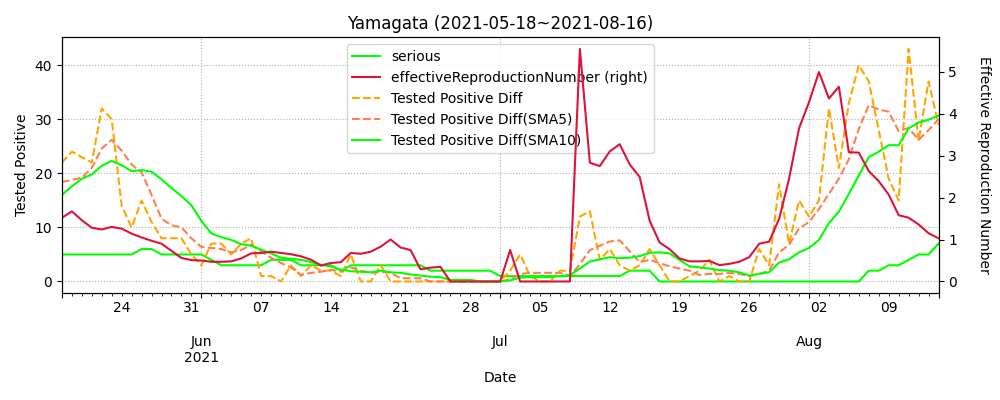 Yamagata (2021-05-18~2021-08-16)
serious
effectiveReproductionNumber (right)
Tested Positive Diff
Tested Positive Diff(SMA5)
Tested Positive Diff(SMA10)
Tested Positive
40
30
20
10
0
Effective Reproduction Number
5
4
3
2
1
0
24 31 07 14 21 28 05 12 19 26 02 09
Jun Jul Aug
2021
Date